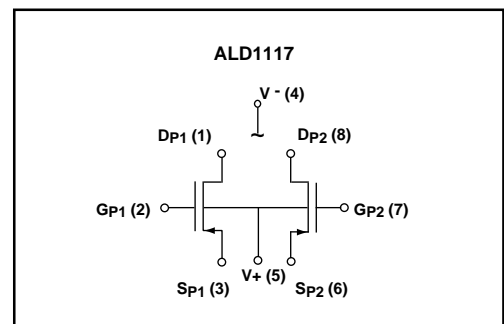 ALD1117
V - (4)
~
DP1 (1) DP2 (8)
GP1 (2) GP2 (7)
V+ (5)
SP1 (3) SP2 (6)